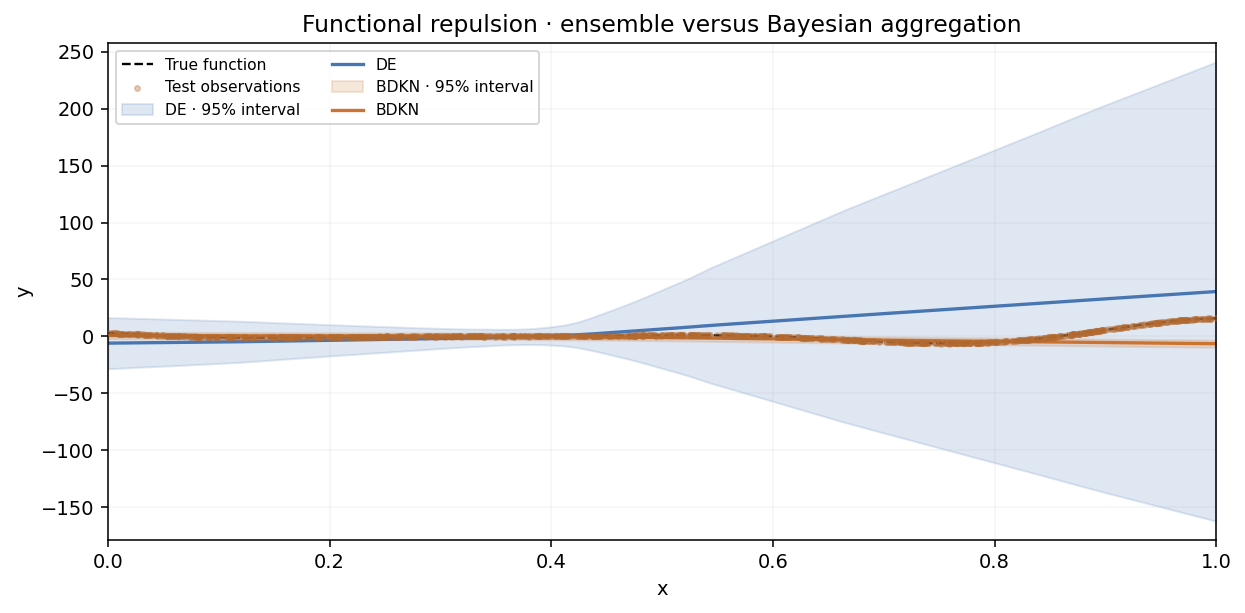 Functional repulsion · ensemble versus Bayesian aggregation
True function
Test observations
DE · 95% interval
DE
BDKN · 95% interval
BDKN
y
250
200
150
100
50
0
−50
−100
−150
0.0 0.2 0.4 0.6 0.8 1.0
x